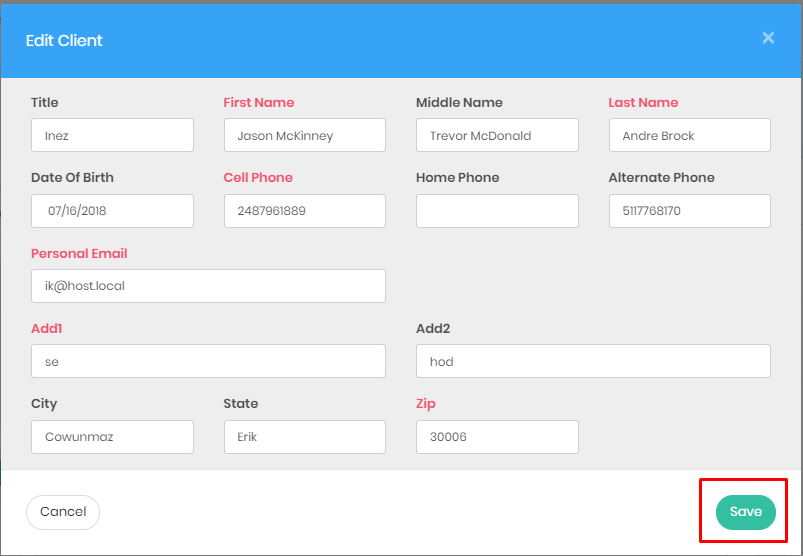 Edit Client ×
Title First Name Middle Name Last Name
Inez Jason McKinney Trevor McDonald Andre Brock
Date Of Birth Cell Phone Home Phone Alternate Phone
07/16/2018 2487961889 5117768170
Personal Email
ik@host.local
Add1 Add2
se hod
City State Zip
Cowunmaz Erik 30006
Cancel Save